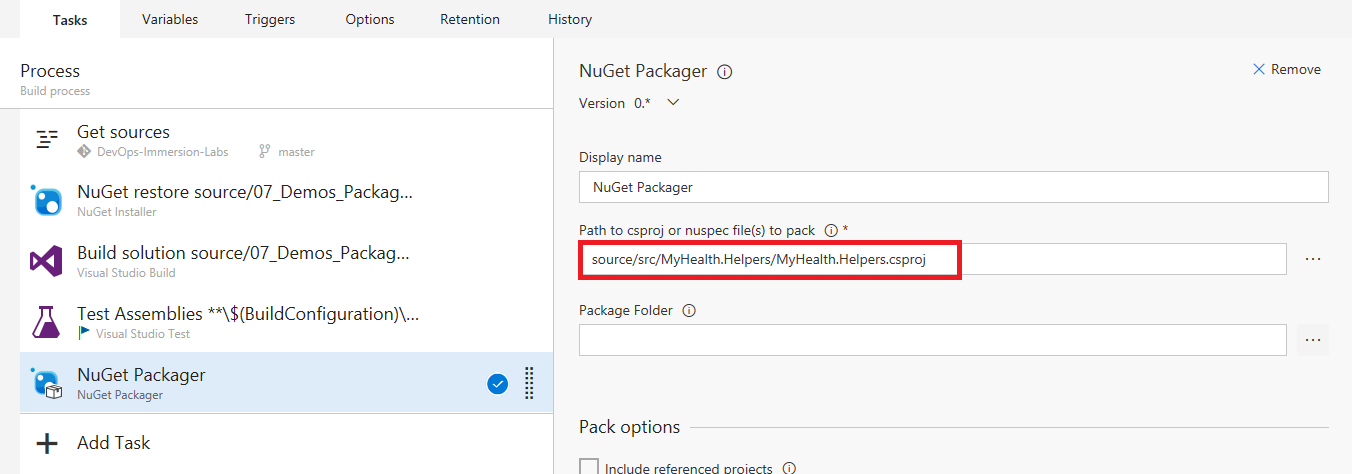 Tasks
Variables
Triggers
Options
Retention
History
Process
Build process
Get sources
DevOps-Immersion-Labs
master
NuGet restore source/07_Demos_Packag...
NuGet Installer
Build solution source/07_Demos_Packag...
Visual Studio Build
Test Assemblies **\$(BuildConfiguration)\...
Visual Studio Test
NuGet Packager
NuGet Packager
Add Task
NuGet Packager
Remove
Version 0.*
Display name
NuGet Packager
Path to csproj or nuspec file(s) to pack *
source/src/MyHealth.Helpers/MyHealth.Helpers.csproj
...
Package Folder
...
Pack options
Include referenced projects